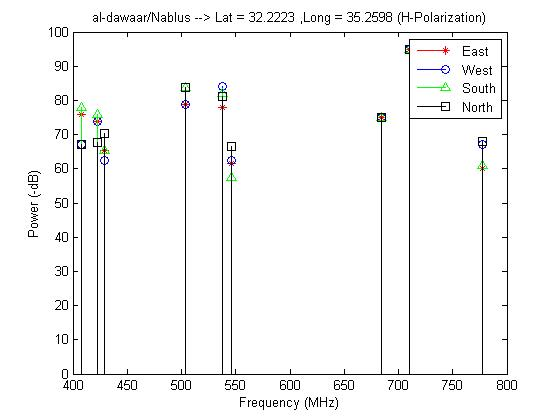 al-dawaar/Nablus --> Lat = 32.2223 ,Long = 35.2598 (H-Polarization)
100
90
80
70
60
50
40
30
20
10
0
Power (-dB)
East
West
South
North
400 450 500 550 600 650 700 750 800
Frequency (MHz)